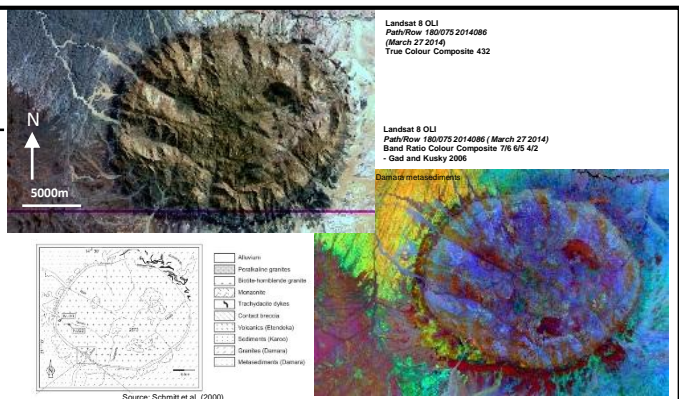 Landsat 8 OLI
Path/Row 180/075 2014086
(March 27 2014)
True Colour Composite 432
N
5000m
Landsat 8 OLI
Path/Row 180/075 2014086 ( March 27 2014)
Band Ratio Colour Composite 7/6 6/5 4/2
- Gad and Kusky 2006
Damara metasediments
Alluvium
Peralkaline granites
Biotite-hornblende granite
Monzonite
Trachydacite dykes
Contact breccia
Volcanics (Etendeka)
Sediments (Karoo)
Granites (Damara)
Metasediments (Damara)
Source: Schmitt et al. (2000)